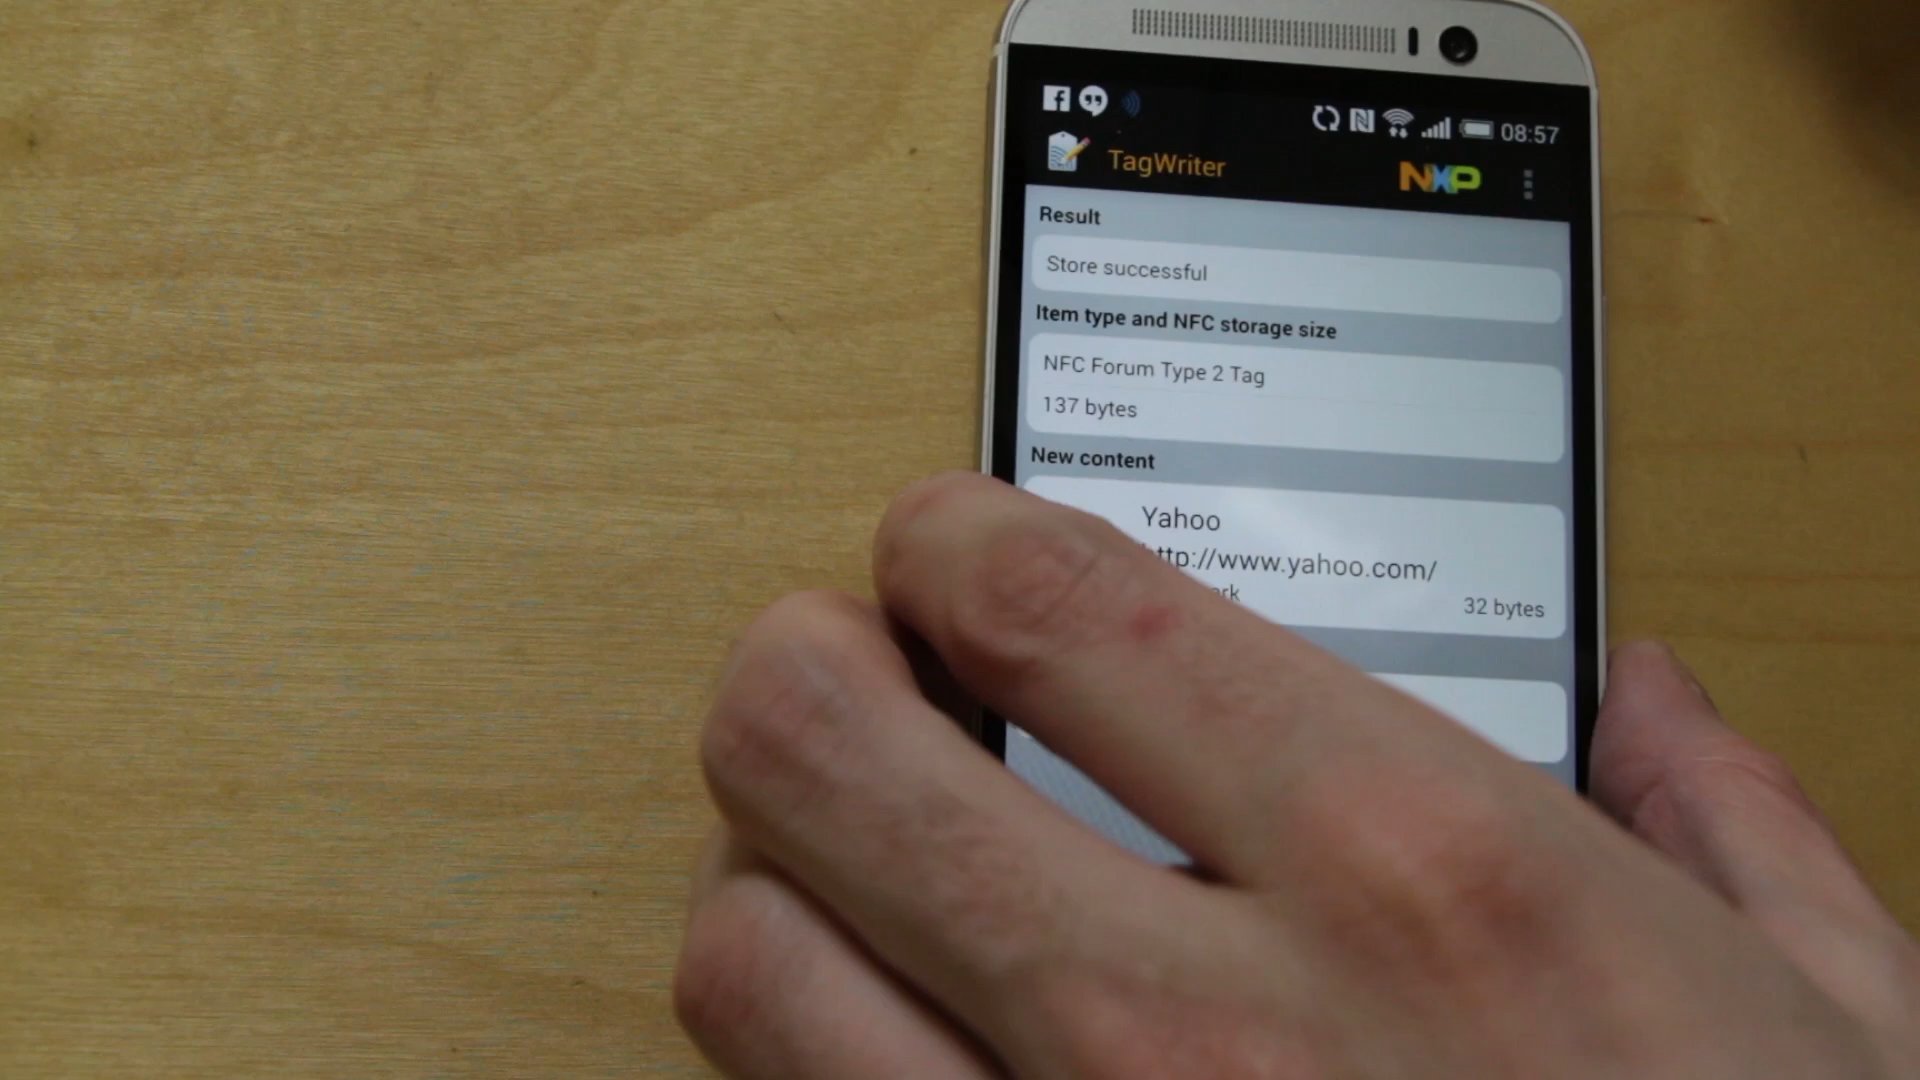 08:57
TagWriter
NXP
Result
Store successful
Item type and NFC storage size
NFC Forum Type 2 Tag
137 bytes
New content
Yahoo
http://www.yahoo.com/
32 bytes